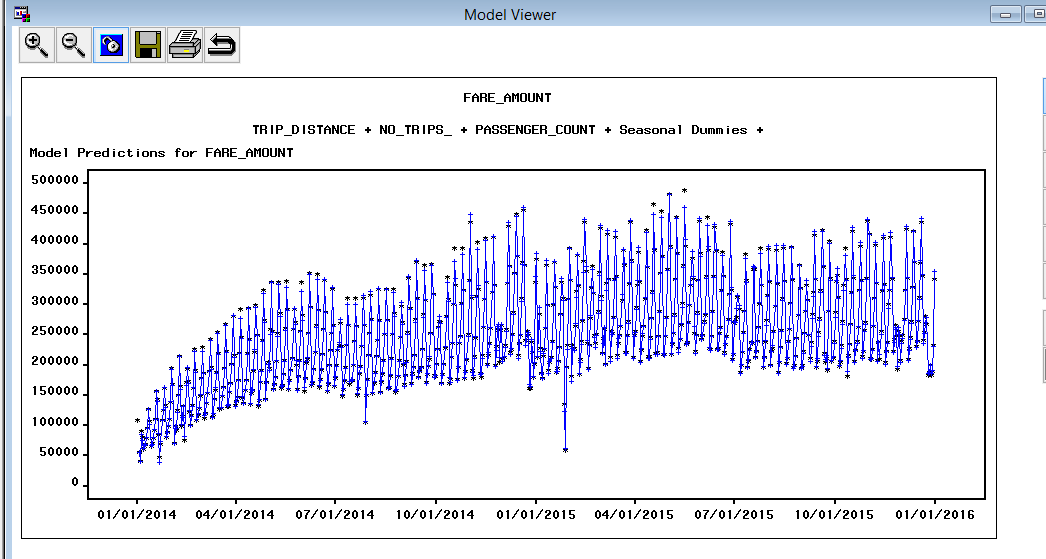 Model Viewer
FARE_AMOUNT
TRIP_DISTANCE + NO_TRIPS_ + PASSENGER_COUNT + Seasonal Dummies +
Model Predictions for FARE_AMOUNT
500000
450000
400000
350000
300000
250000
200000
150000
100000
50000
0
01/01/2014 04/01/2014 07/01/2014 10/01/2014 01/01/2015 04/01/2015 07/01/2015 10/01/2015 01/01/2016